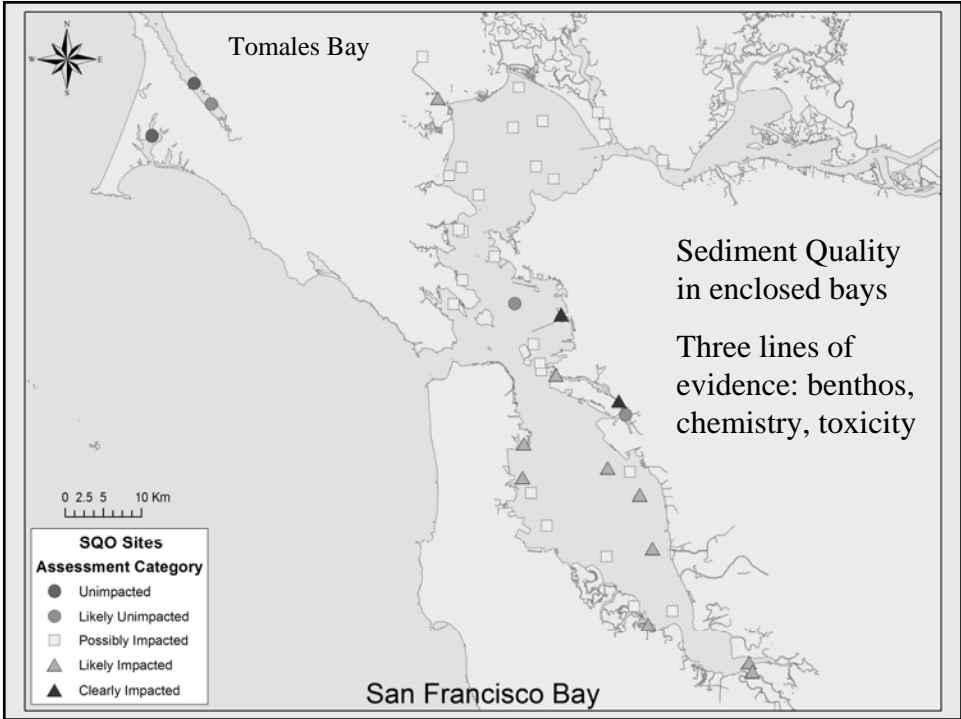 Tomales Bay
N
W E
S
Sediment Quality
in enclosed bays
Three lines of
evidence: benthos,
chemistry, toxicity
0 2.5 5 10 Km
SQO Sites
Assessment Category
Unimpacted
Likely Unimpacted
Possibly Impacted
Likely Impacted
Clearly Impacted
San Francisco Bay